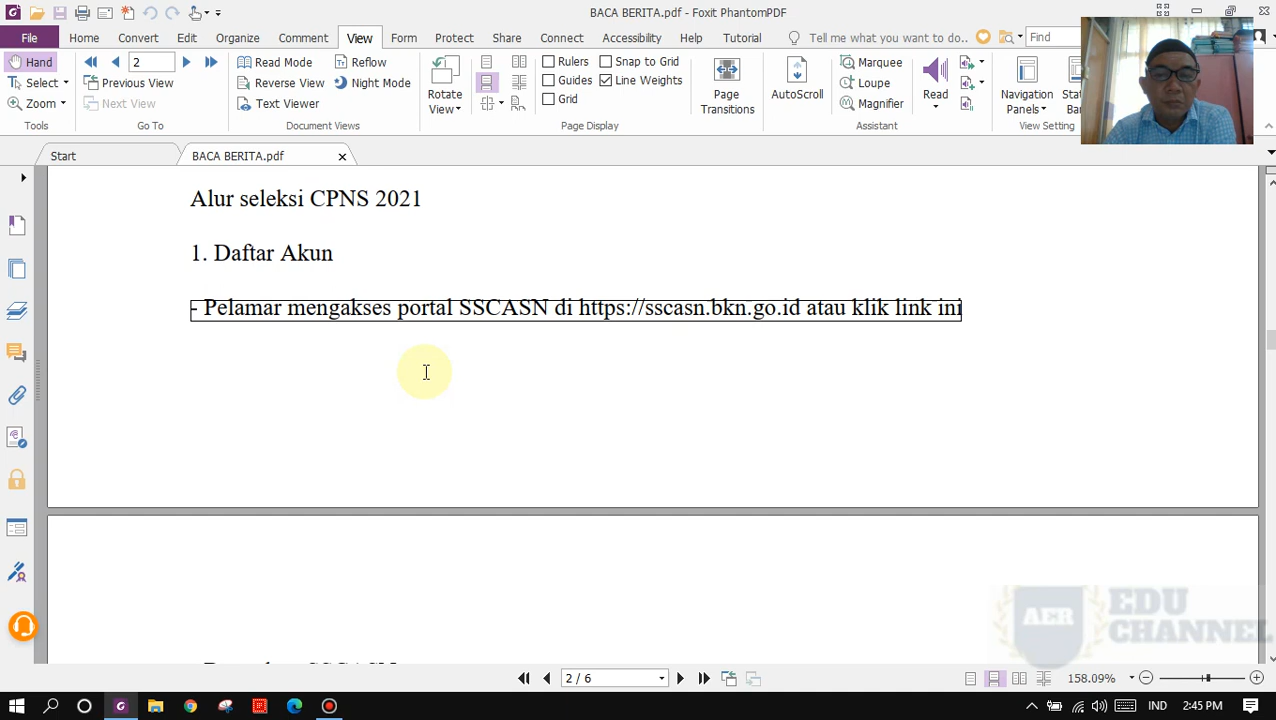 BACA BERITA.pdf - Foxit PhantomPDF
File Home Convert Edit Organize Comment View Form Protect Share Connect Accessibility Help Tutorial Tell me what you want to do... Find
Hand
Select
Zoom
Tools
2
Previous View
Next View
Go To
Read Mode
Reverse View
Text Viewer
Reflow
Night Mode
Document Views
Rotate
View
Rulers
Guides
Grid
Snap to Grid
Line Weights
Page Display
Page
Transitions
AutoScroll
Read
Marquee
Loupe
Magnifier
Assistant
Navigation
Panels
View Setting
Start
BACA BERITA.pdf
Alur seleksi CPNS 2021
1. Daftar Akun
- Pelamar mengakses portal SSCASN di https://sscasn.bkn.go.id atau klik link ini
AER
EDU
CHANNEL
2 / 6
158.09%
IND
2:45 PM